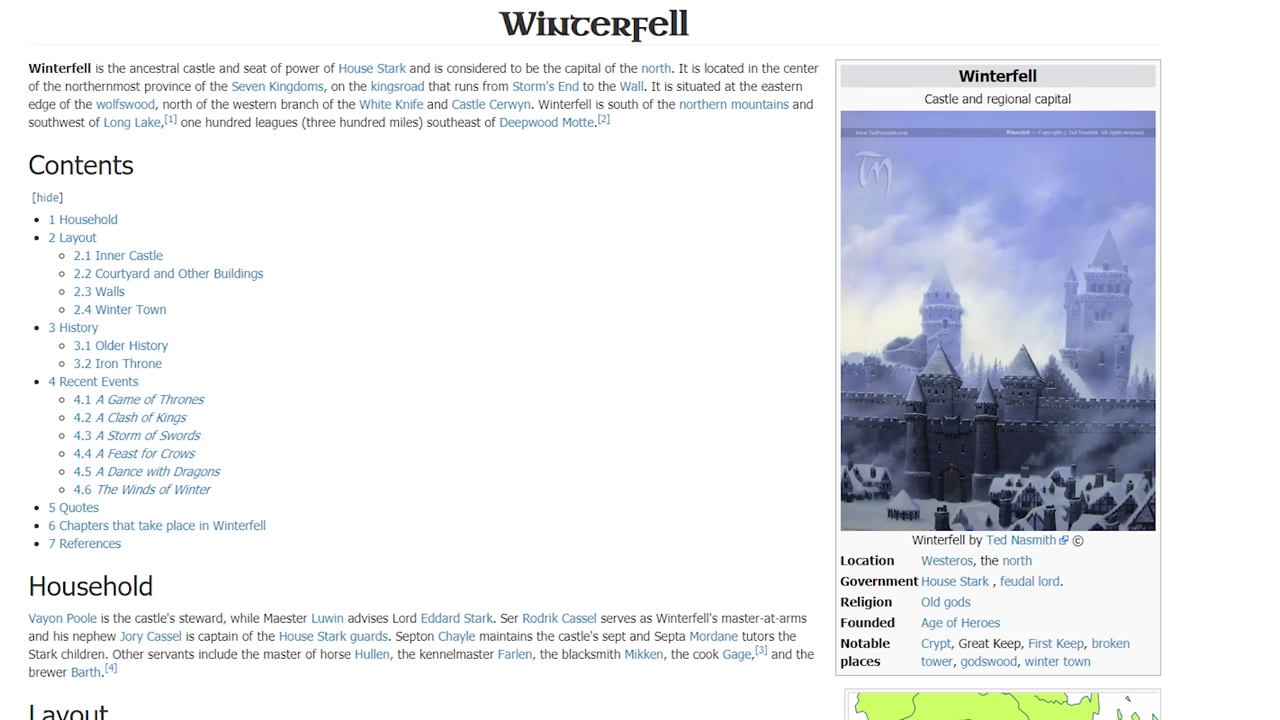 Winterfell
Winterfell is the ancestral castle and seat of power of House Stark and is considered to be the capital of the north. It is located in the center
of the northernmost province of the Seven Kingdoms, on the kingsroad that runs from Storm's End to the Wall. It is situated at the eastern
edge of the wolfswood, north of the western branch of the White Knife and Castle Cerwyn. Winterfell is south of the northern mountains and
southwest of Long Lake,[1] one hundred leagues (three hundred miles) southeast of Deepwood Motte.[2]
Contents
[hide]
1 Household
2 Layout
2.1 Inner Castle
2.2 Courtyard and Other Buildings
2.3 Walls
2.4 Winter Town
3 History
3.1 Older History
3.2 Iron Throne
4 Recent Events
4.1 A Game of Thrones
4.2 A Clash of Kings
4.3 A Storm of Swords
4.4 A Feast for Crows
4.5 A Dance with Dragons
4.6 The Winds of Winter
5 Quotes
6 Chapters that take place in Winterfell
7 References
Household
Vayon Poole is the castle's steward, while Maester Luwin advises Lord Eddard Stark. Ser Rodrik Cassel serves as Winterfell's master-at-arms
and his nephew Jory Cassel is captain of the House Stark guards. Septon Chayle maintains the castle's sept and Septa Mordane tutors the
Stark children. Other servants include the master of horse Hullen, the kennelmaster Farlen, the blacksmith Mikken, the cook Gage,[3] and the
brewer Barth.[4]
Layout
Winterfell
Castle and regional capital
www.TedNasmith.com
Winterfell — Copyright © Ted Nasmith. All rights reserved.
TN
Winterfell by Ted Nasmith ©
Location Westeros, the north
Government House Stark , feudal lord.
Religion Old gods
Founded Age of Heroes
Notable Crypt, Great Keep, First Keep, broken
places tower, godswood, winter town